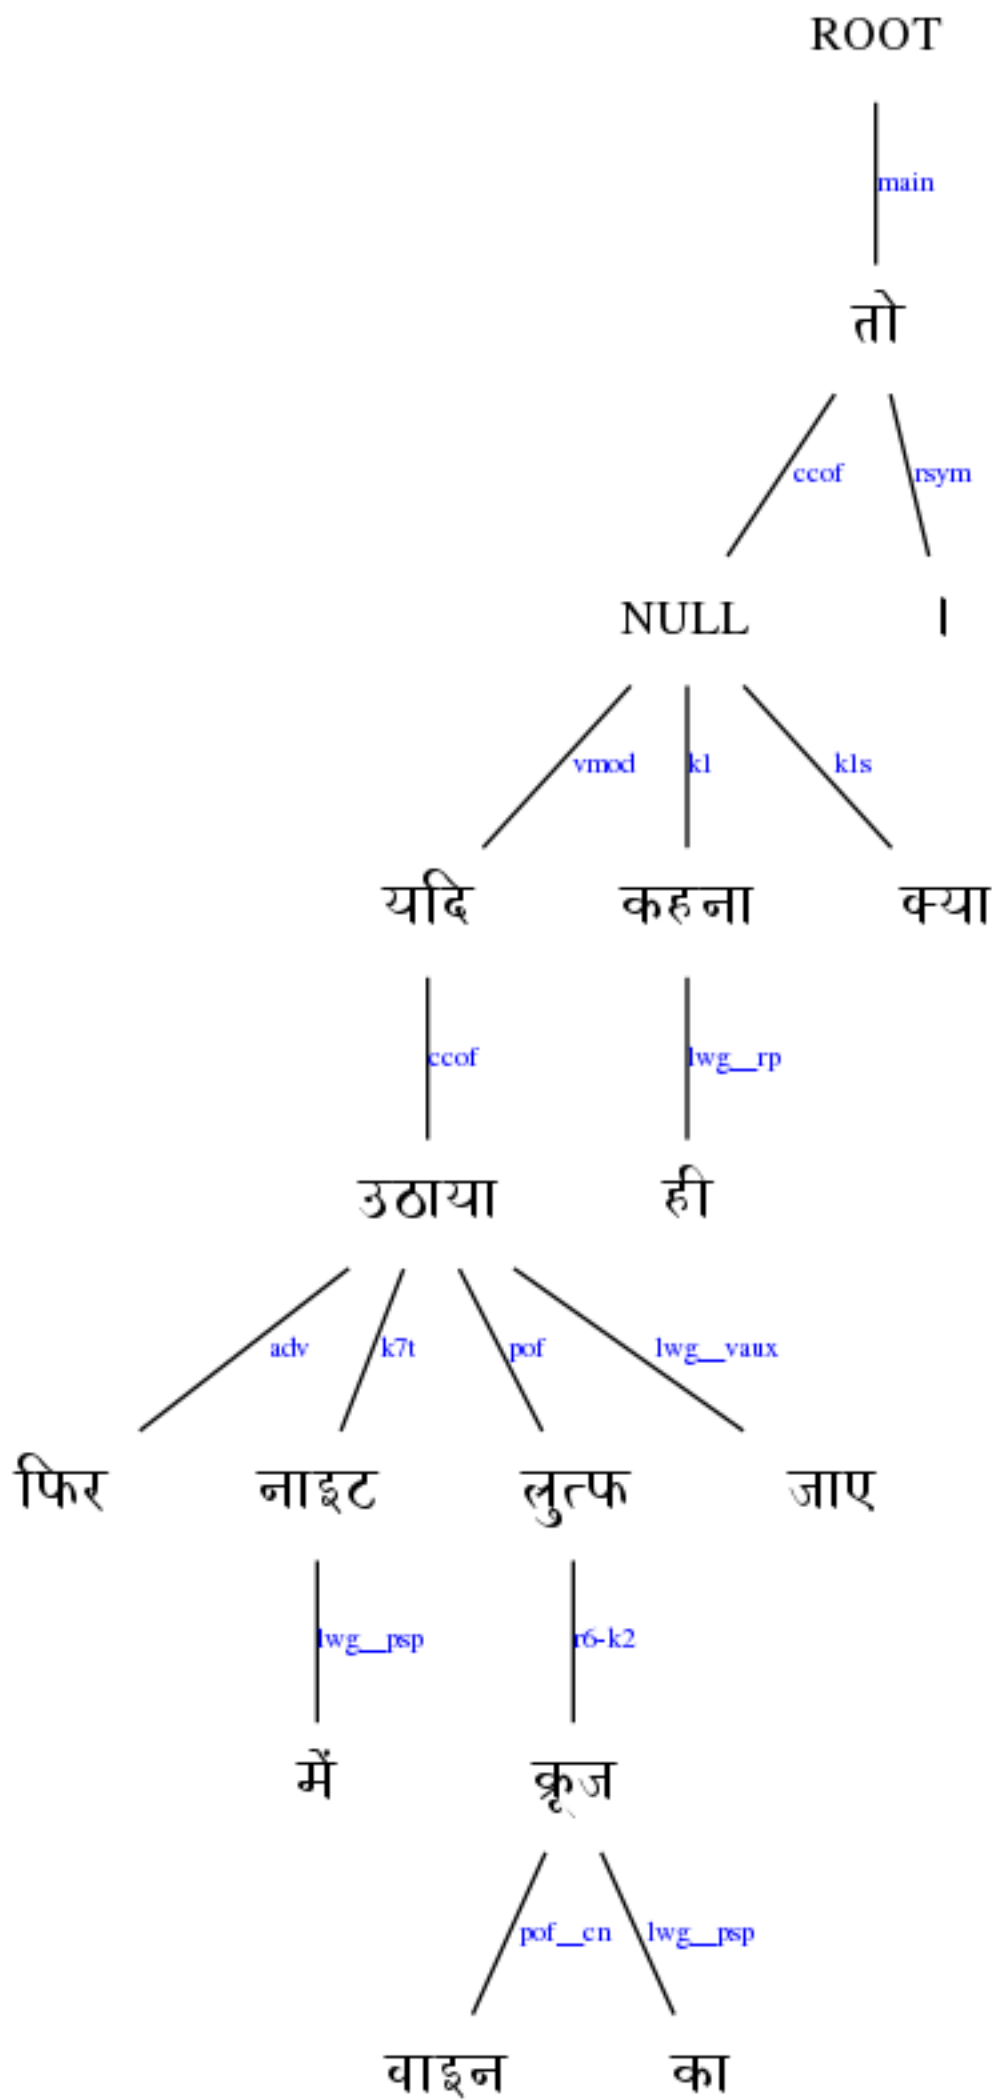 ROOT
main
तो
ccof rsym
NULL ।
vmod k1 k1s
यदि कहना क्या
ccof lwg__rp
उठाया ही
adv k7t pof lwg__vaux
फिर नाइट लुत्फ जाए
lwg__psp r6-k2
में क्रूज
pof__cn lwg__psp
वाइन का